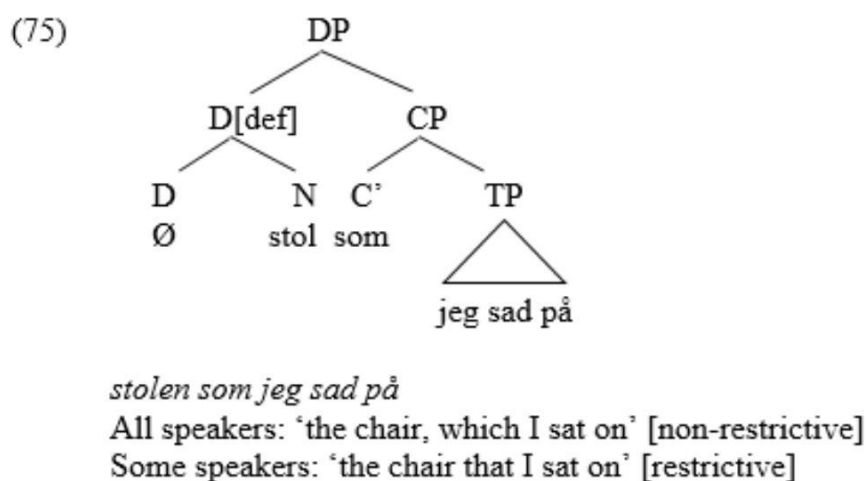 (75) DP
D[def] CP
D N C’ TP
Ø stol som
jeg sad på
stolen som jeg sad på
All speakers: ‘the chair, which I sat on’ [non-restrictive]
Some speakers: ‘the chair that I sat on’ [restrictive]